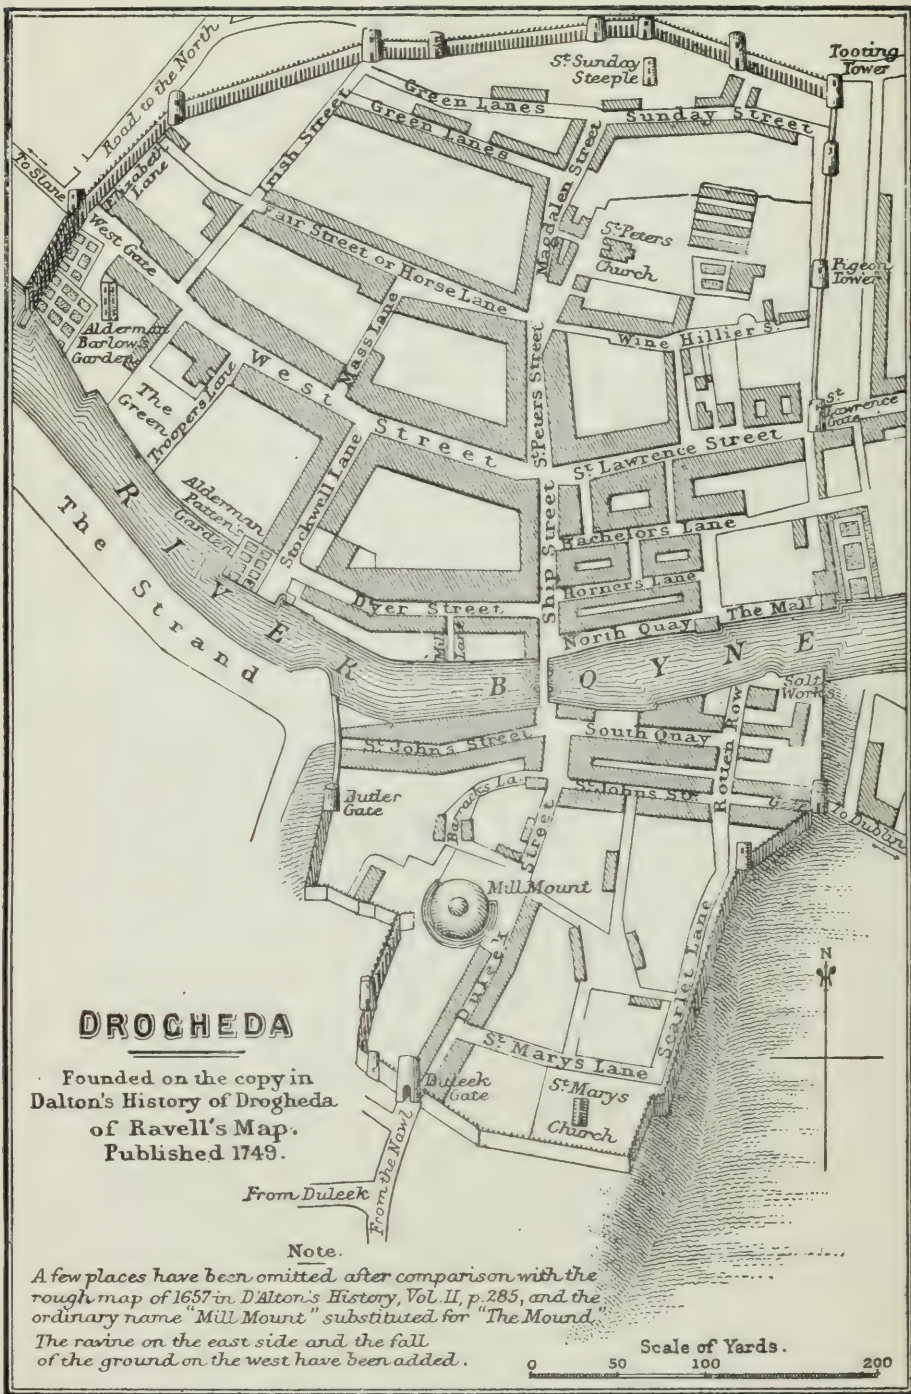 Tooting
Tower
St Sunday
Steeple
Road to the North
Green Lanes
Sunday Street
Irish Street
Green Lanes
To Slane
Elizabeth
Lane
Magdalen Street
West Gate
Fair Street or Horse Lane
St Peters
Church
Pigeon
Tower
Alderman
Barlow's
Garden
Mass Lane
Wine Hillier St
The
Green
Troopers Lane
West Street
St Peters Street
St
Lawrence
Gate
St Lawrence Street
The Strand
Alderman
Patten's
Garden
Stockwell Lane
Ship Street
Bachelors Lane
Horners Lane
Dyer Street
Mill
Lane
North Quay
The Mall
RIVER BOYNE
Salt
Works
St Johns Street
South Quay
Rotten Row
Butler
Gate
Barracks La.
St Johns St.
Gate
To Dublin
Mill Mount
Duleek Street
Scarlet Lane
N
St Marys Lane
Duleek
Gate
St Marys
Church
DROGHEDA
Founded on the copy in
Dalton's History of Drogheda
of Ravell's Map.
Published 1749.
From Duleek
From the Nawl
Note.
A few places have been omitted after comparison with the
rough map of 1657 in D'Alton's History, Vol. II, p. 285, and the
ordinary name "Mill Mount" substituted for "The Mound"
The ravine on the east side and the fall
of the ground on the west have been added.
Scale of Yards.
0 50 100 200